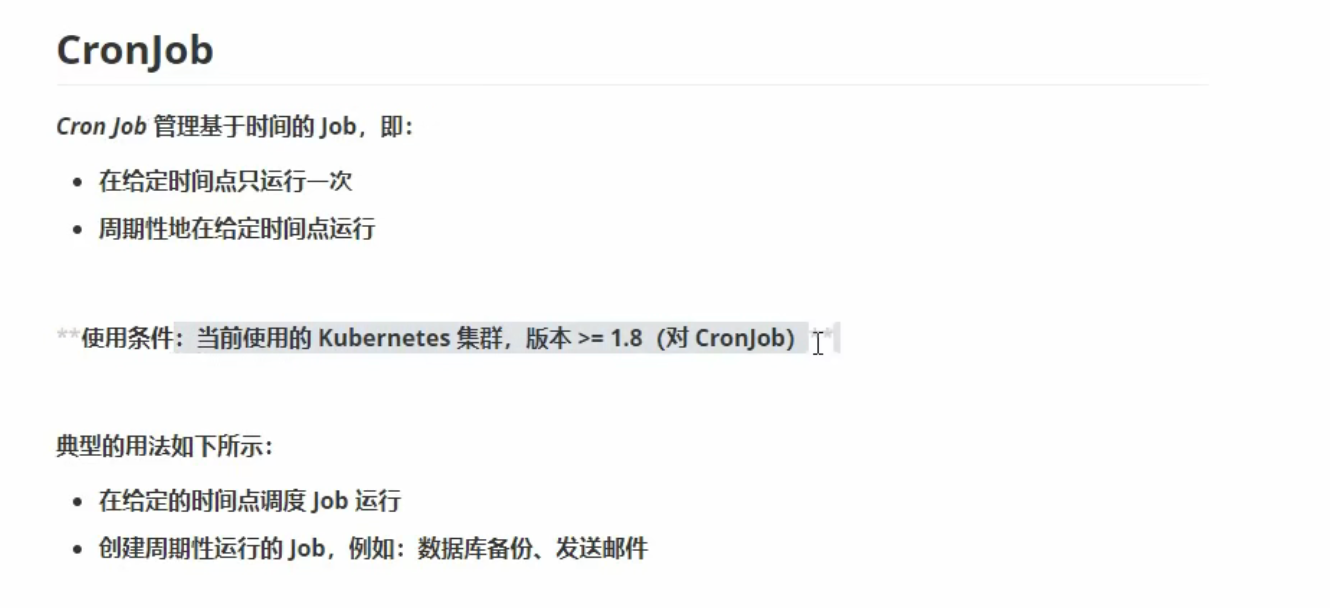 CronJob
Cron Job 管理基于时间的 Job，即：
在给定时间点只运行一次
周期性地在给定时间点运行
**使用条件：当前使用的 Kubernetes 集群，版本 >= 1.8（对 CronJob）**
典型的用法如下所示：
在给定的时间点调度 Job 运行
创建周期性运行的 Job，例如：数据库备份、发送邮件